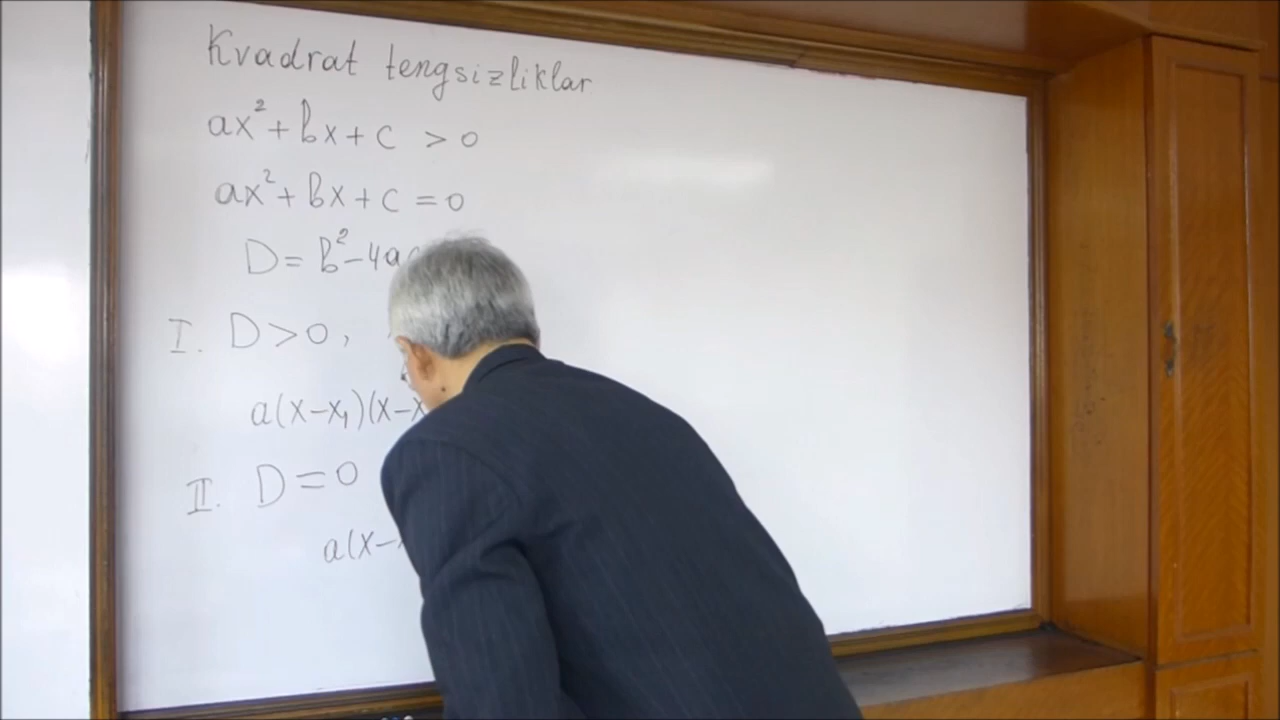 Kvadrat tengsizliklar
ax² + bx + c > 0
ax² + bx + c = 0
D = b² - 4a
I. D > 0,
a(x - x₁)(x - x
II. D = 0
a(x -